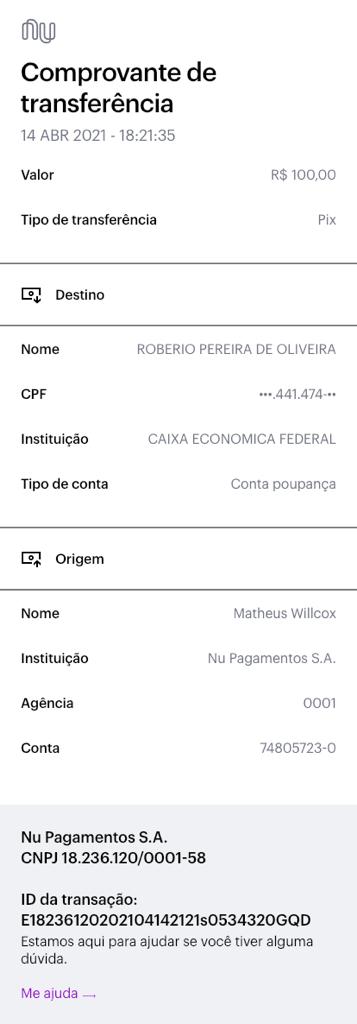 nu
Comprovante de
transferência
14 ABR 2021 - 18:21:35
Valor R$ 100,00
Tipo de transferência Pix
Destino
Nome ROBERIO PEREIRA DE OLIVEIRA
CPF •••.441.474-••
Instituição CAIXA ECONOMICA FEDERAL
Tipo de conta Conta poupança
Origem
Nome Matheus Willcox
Instituição Nu Pagamentos S.A.
Agência 0001
Conta 74805723-0
Nu Pagamentos S.A.
CNPJ 18.236.120/0001-58
ID da transação:
E18236120202104142121s0534320GQD
Estamos aqui para ajudar se você tiver alguma
dúvida.
Me ajuda →